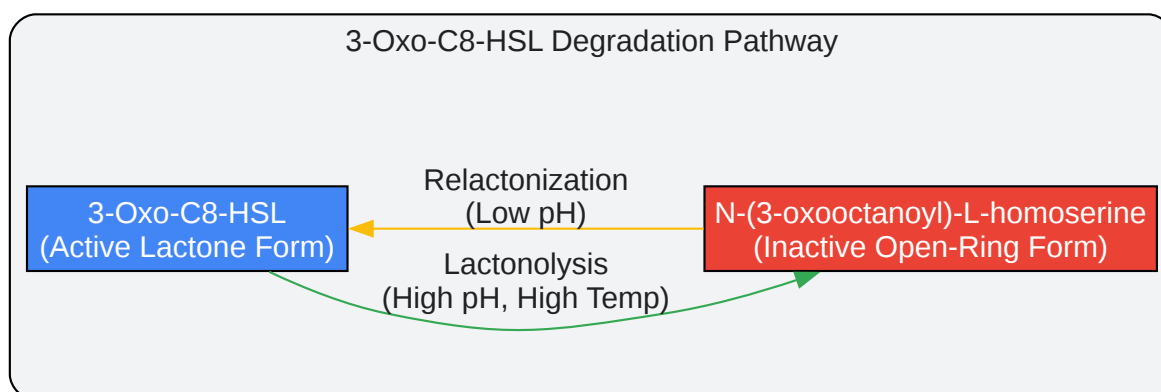 3-Oxo-C8-HSL Degradation Pathway
Relactonization
(Low pH)
3-Oxo-C8-HSL
(Active Lactone Form)
N-(3-oxooctanoyl)-L-homoserine
(Inactive Open-Ring Form)
Lactonolysis
(High pH, High Temp)